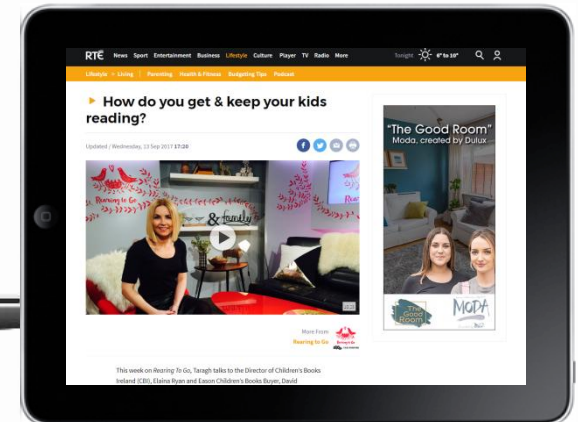 RTÉ News Sport Entertainment Business Lifestyle Culture Player TV Radio More Tonight 6° to 10°
Lifestyle Living Parenting Health & Fitness Budgeting Tips Podcast
How do you get & keep your kids
reading?
Updated / Wednesday, 13 Sep 2017 17:20
Rearing to Go
& family
"The Good Room"
Moda, created by Dulux
The
Good
Room
MODA
More From
Rearing to Go
This week on Rearing To Go, Taragh talks to the Director of Children's Books
Ireland (CBI), Elaina Ryan and Eason Children's Books Buyer, David